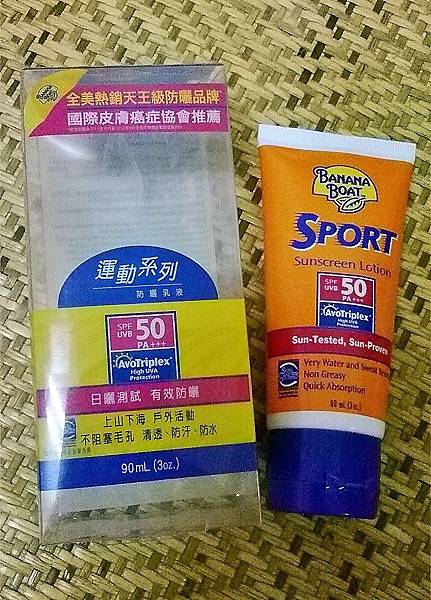 全美熱銷天王級防曬品牌
國際皮膚癌症協會推薦
運動系列
防曬乳液
SPF
UVB
50
PA+++
AvoTriplex
High UVA
Protection
日曬測試 有效防曬
上山下海 戶外活動
不阻塞毛孔 清透、防汗、防水
90mL (3oz.)
BANANA
BOAT
SPORT
Sunscreen Lotion
SPF
UVB
50
PA+++
AvoTriplex
High UVA
Protection
Sun-Tested, Sun-Proven
Very Water and Sweat
Non Greasy
Quick Absorption
90 mL (3oz.)